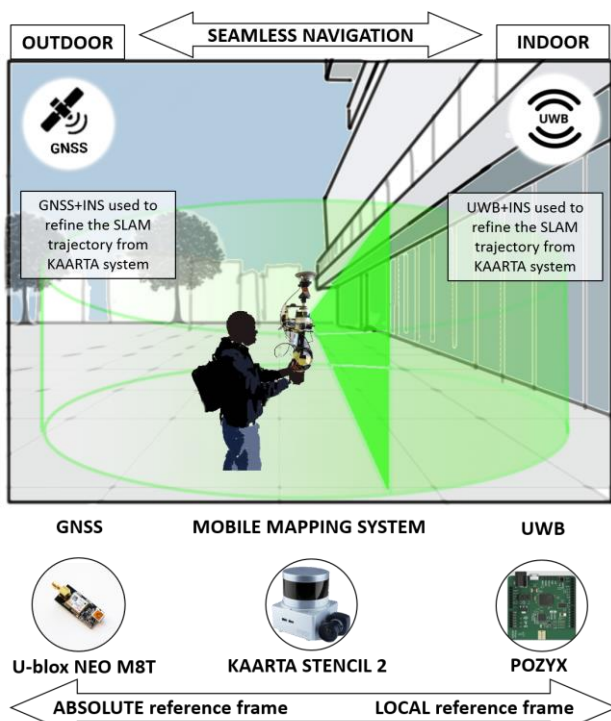 OUTDOOR
SEAMLESS NAVIGATION
INDOOR
GNSS
UWB
GNSS+INS used to
refine the SLAM
trajectory from
KAARTA system
UWB+INS used to
refine the SLAM
trajectory from
KAARTA system
GNSS
MOBILE MAPPING SYSTEM
UWB
U-blox NEO M8T
KAARTA STENCIL 2
POZYX
ABSOLUTE reference frame
LOCAL reference frame